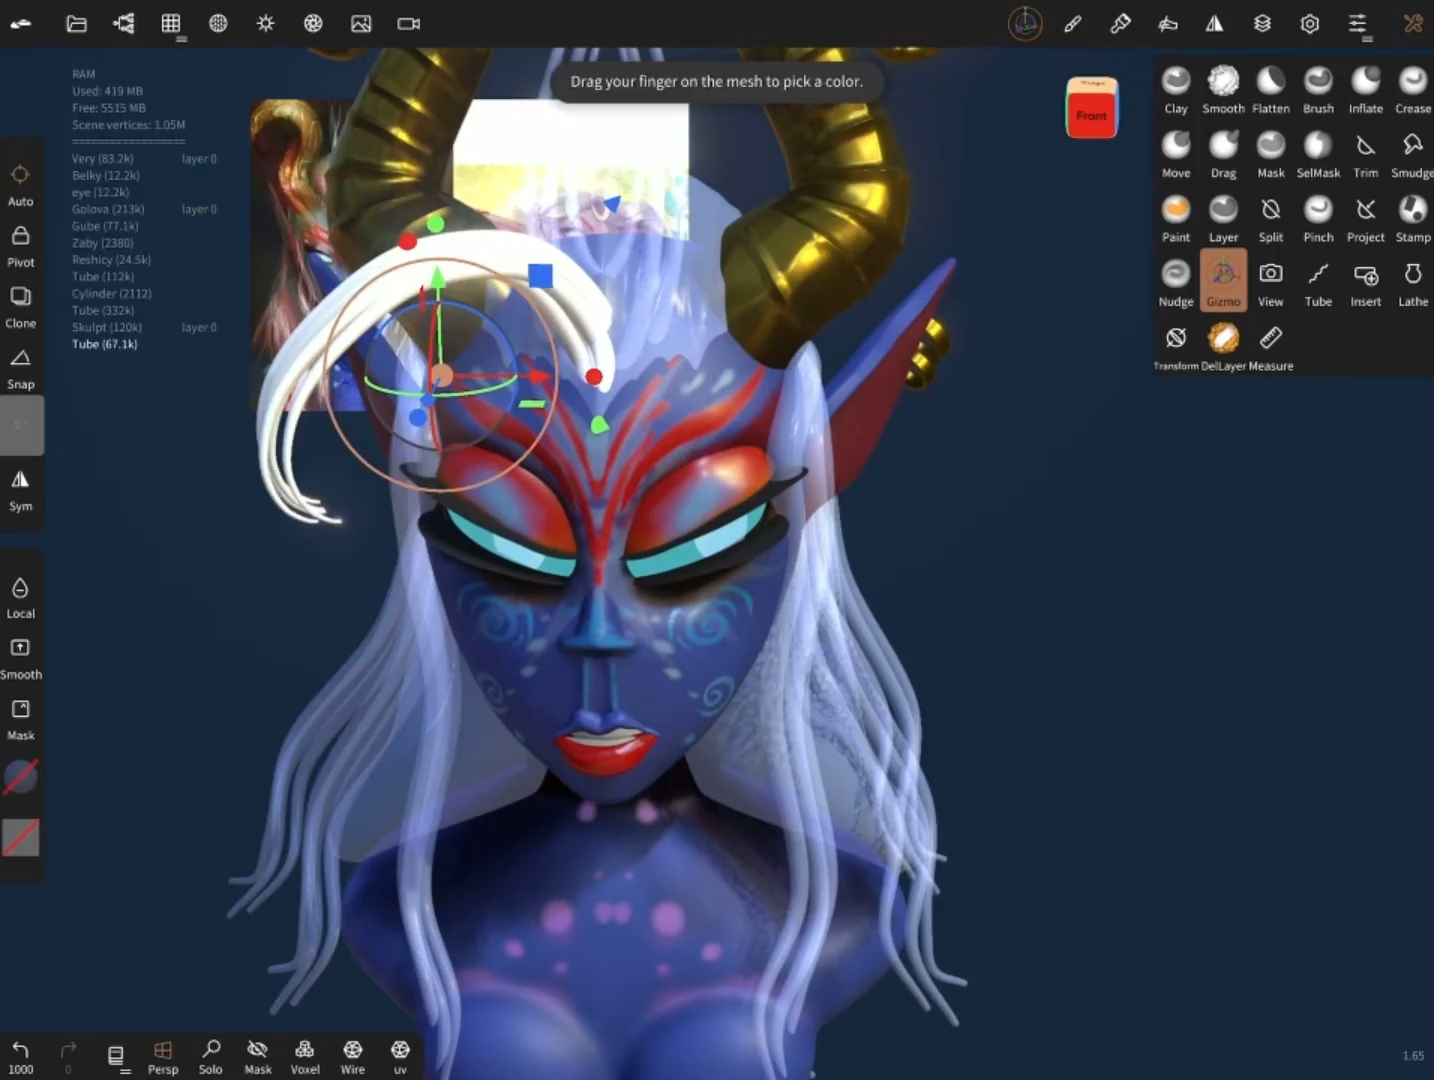 Drag your finger on the mesh to pick a color.
RAM
Used: 419 MB
Free: 5515 MB
Scene vertices: 1.05M
==================
Very (83.2k) layer 0
Belky (12.2k)
eye (12.2k)
Golova (213k) layer 0
Gube (77.1k)
Zaby (2380)
Reshicy (24.5k)
Tube (112k)
Cylinder (2112)
Tube (332k)
Skulpt (120k) layer 0
Tube (67.1k)
Auto
Pivot
Clone
Snap
5°
Sym
Local
Smooth
Mask
Front
Clay Smooth Flatten Brush Inflate Crease
Move Drag Mask SelMask Trim Smudge
Paint Layer Split Pinch Project Stamp
Nudge Gizmo View Tube Insert Lathe
Transform DelLayer Measure
1000 0 Persp Solo Mask Voxel Wire uv
1.65